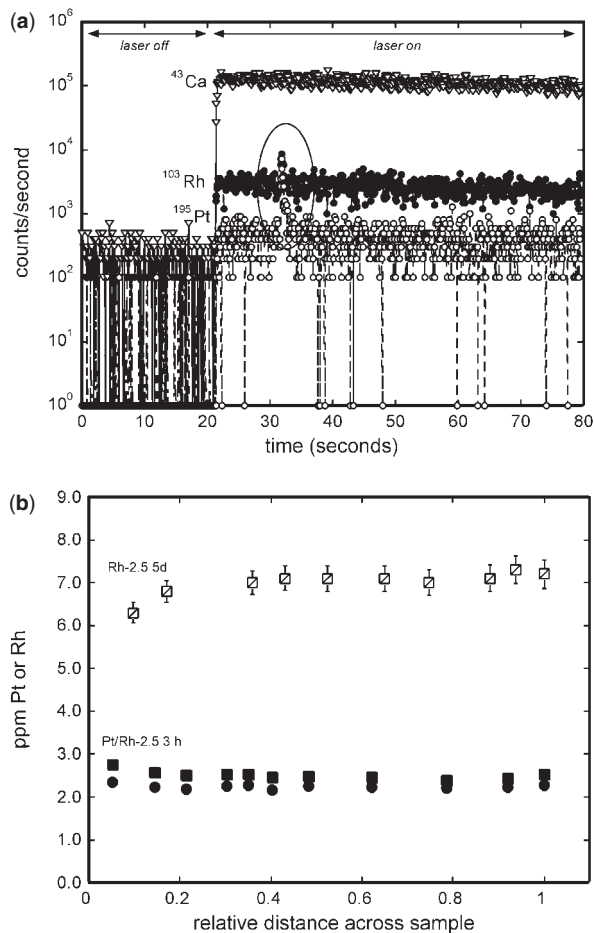 (a)
10⁶
10⁵
10⁴
10³
10²
10¹
10⁰
counts/second
laser off
laser on
⁴³Ca
¹⁰³Rh
¹⁹⁵Pt
0 10 20 30 40 50 60 70 80
time (seconds)
(b)
9.0
8.0
7.0
6.0
5.0
4.0
3.0
2.0
1.0
0.0
ppm Pt or Rh
Rh-2.5 5d
Pt/Rh-2.5 3 h
0 0.2 0.4 0.6 0.8 1
relative distance across sample